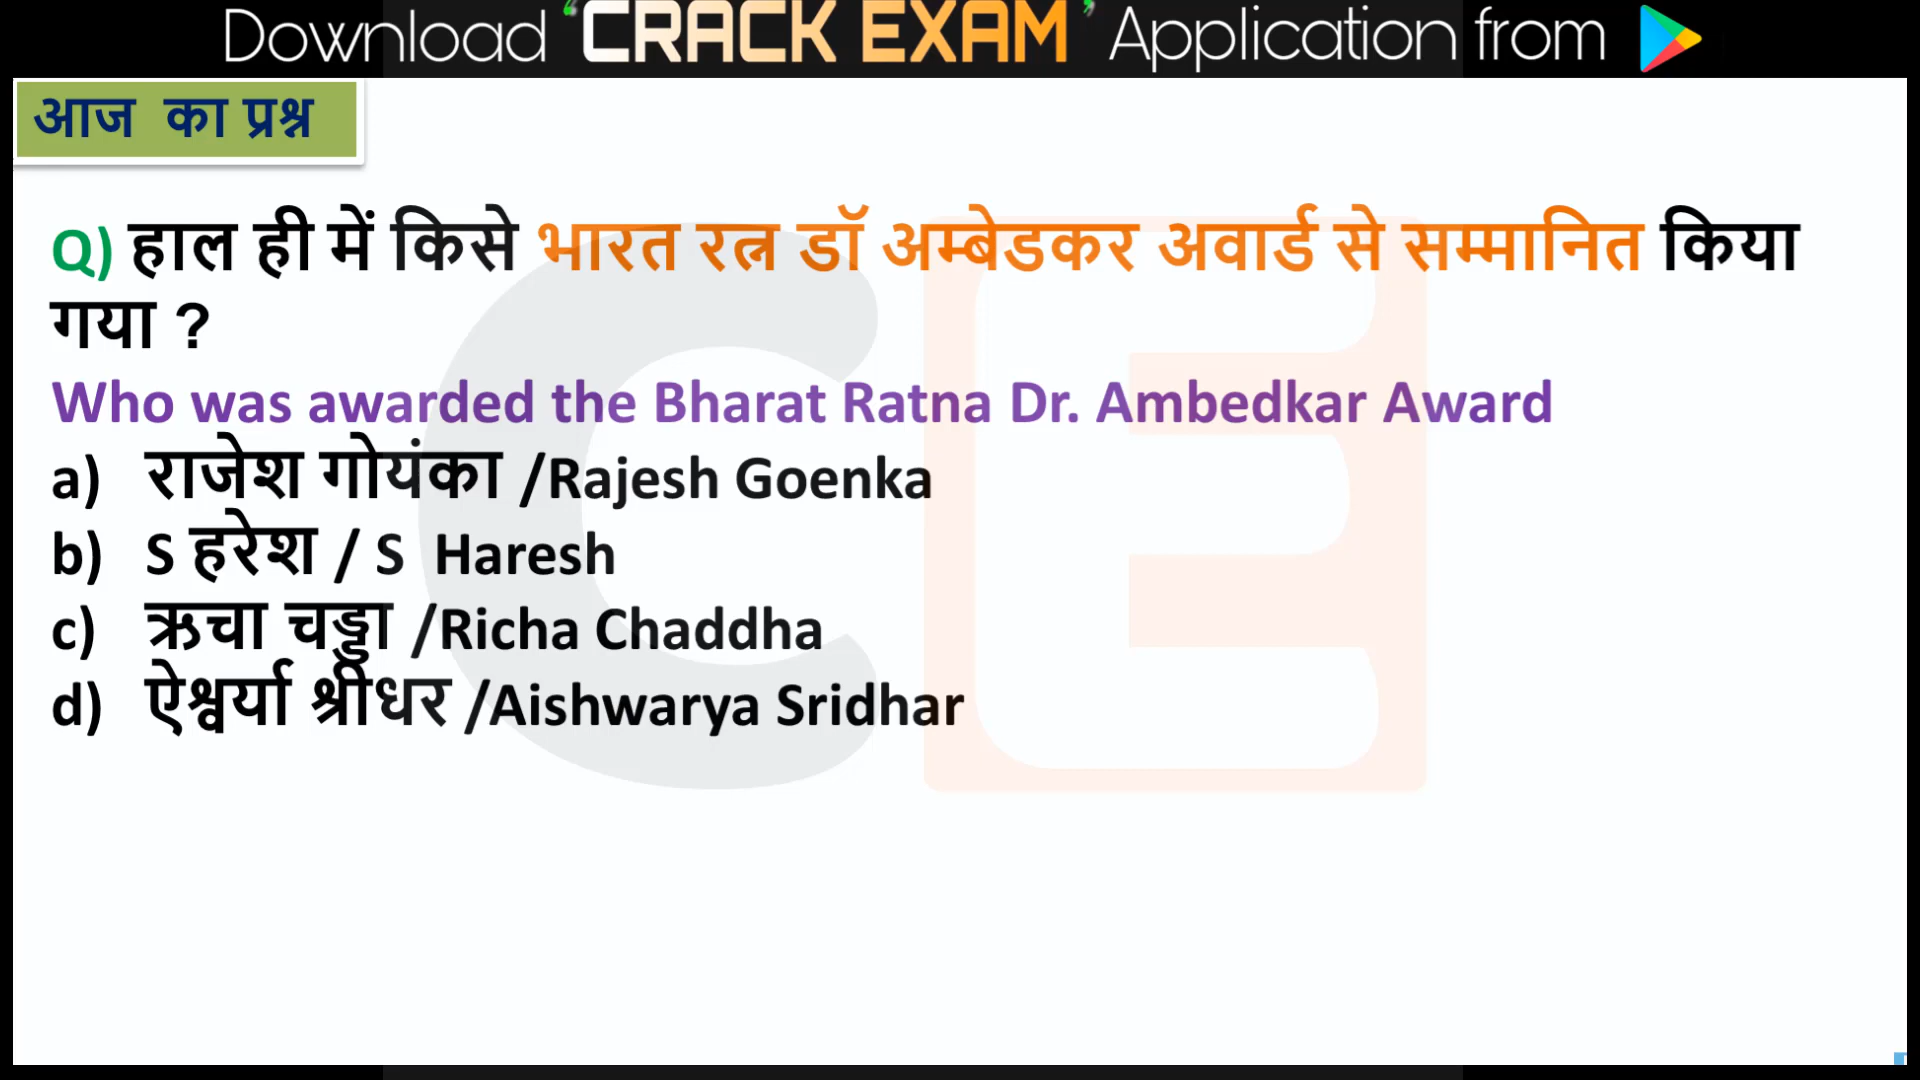 Download “CRACK EXAM” Application from
आज का प्रश्न
Q) हाल ही में किसे भारत रत्न डॉ अम्बेडकर अवार्ड से सम्मानित किया
गया ?
Who was awarded the Bharat Ratna Dr. Ambedkar Award
a) राजेश गोयंका /Rajesh Goenka
b) S हरेश / S Haresh
c) ऋचा चड्ढा /Richa Chaddha
d) ऐश्वर्या श्रीधर /Aishwarya Sridhar
CE